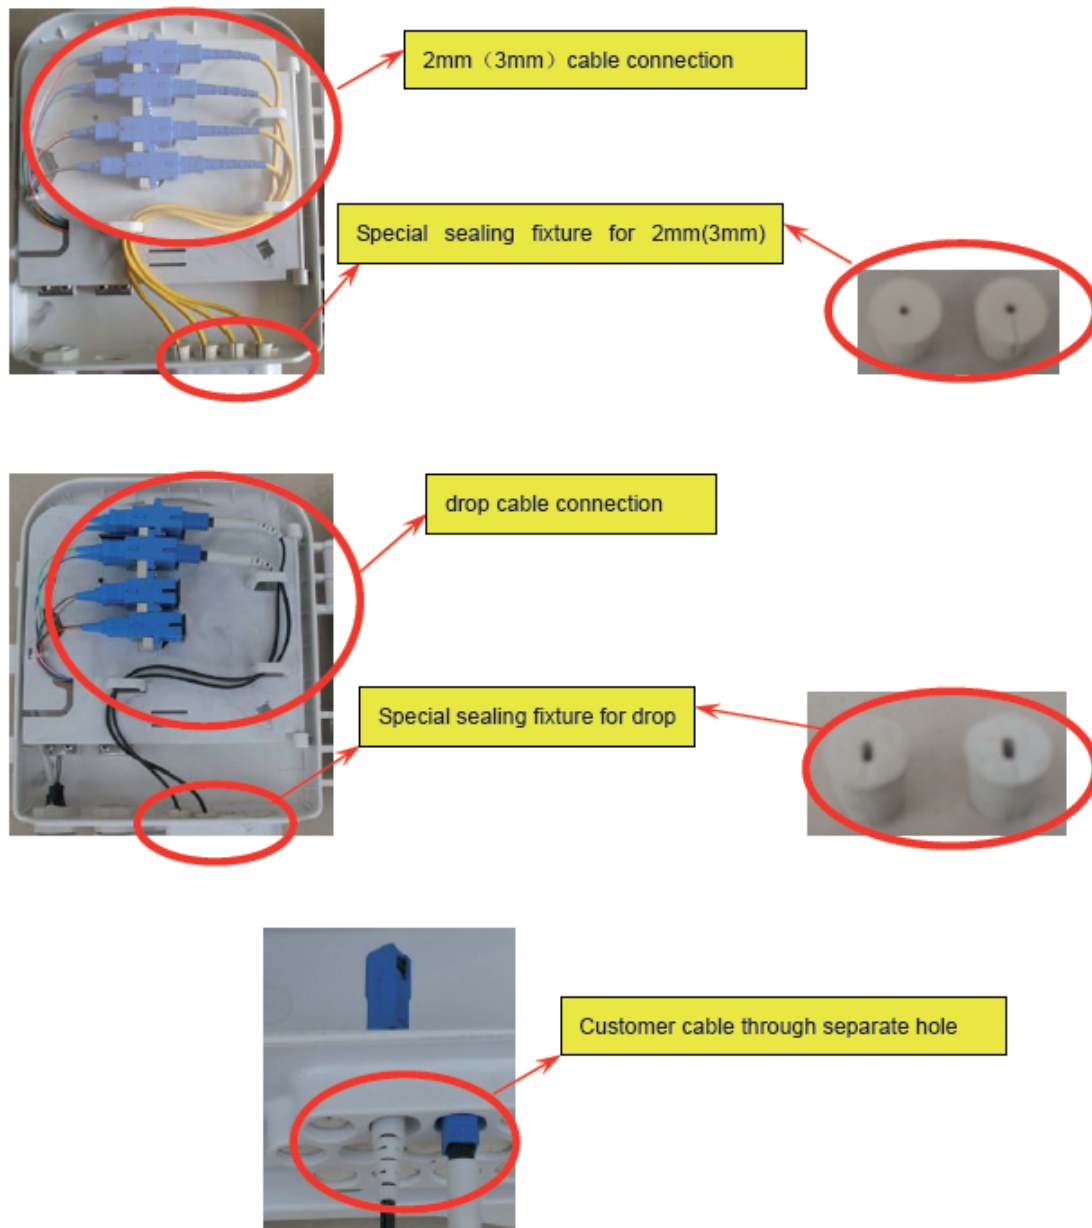 2mm（3mm）cable connection
Special sealing fixture for 2mm(3mm)
drop cable connection
Special sealing fixture for drop
Customer cable through separate hole